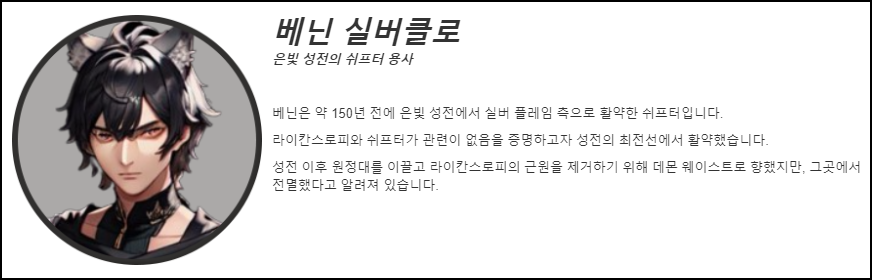 베닌 실버클로
은빛 성전의 쉬프터 용사
베닌은 약 150년 전에 은빛 성전에서 실버 플레임 측으로 활약한 쉬프터입니다.
라이칸스로피와 쉬프터가 관련이 없음을 증명하고자 성전의 최전선에서 활약했습니다.
성전 이후 원정대를 이끌고 라이칸스로피의 근원을 제거하기 위해 데몬 웨이스트로 향했지만, 그곳에서
전멸했다고 알려져 있습니다.